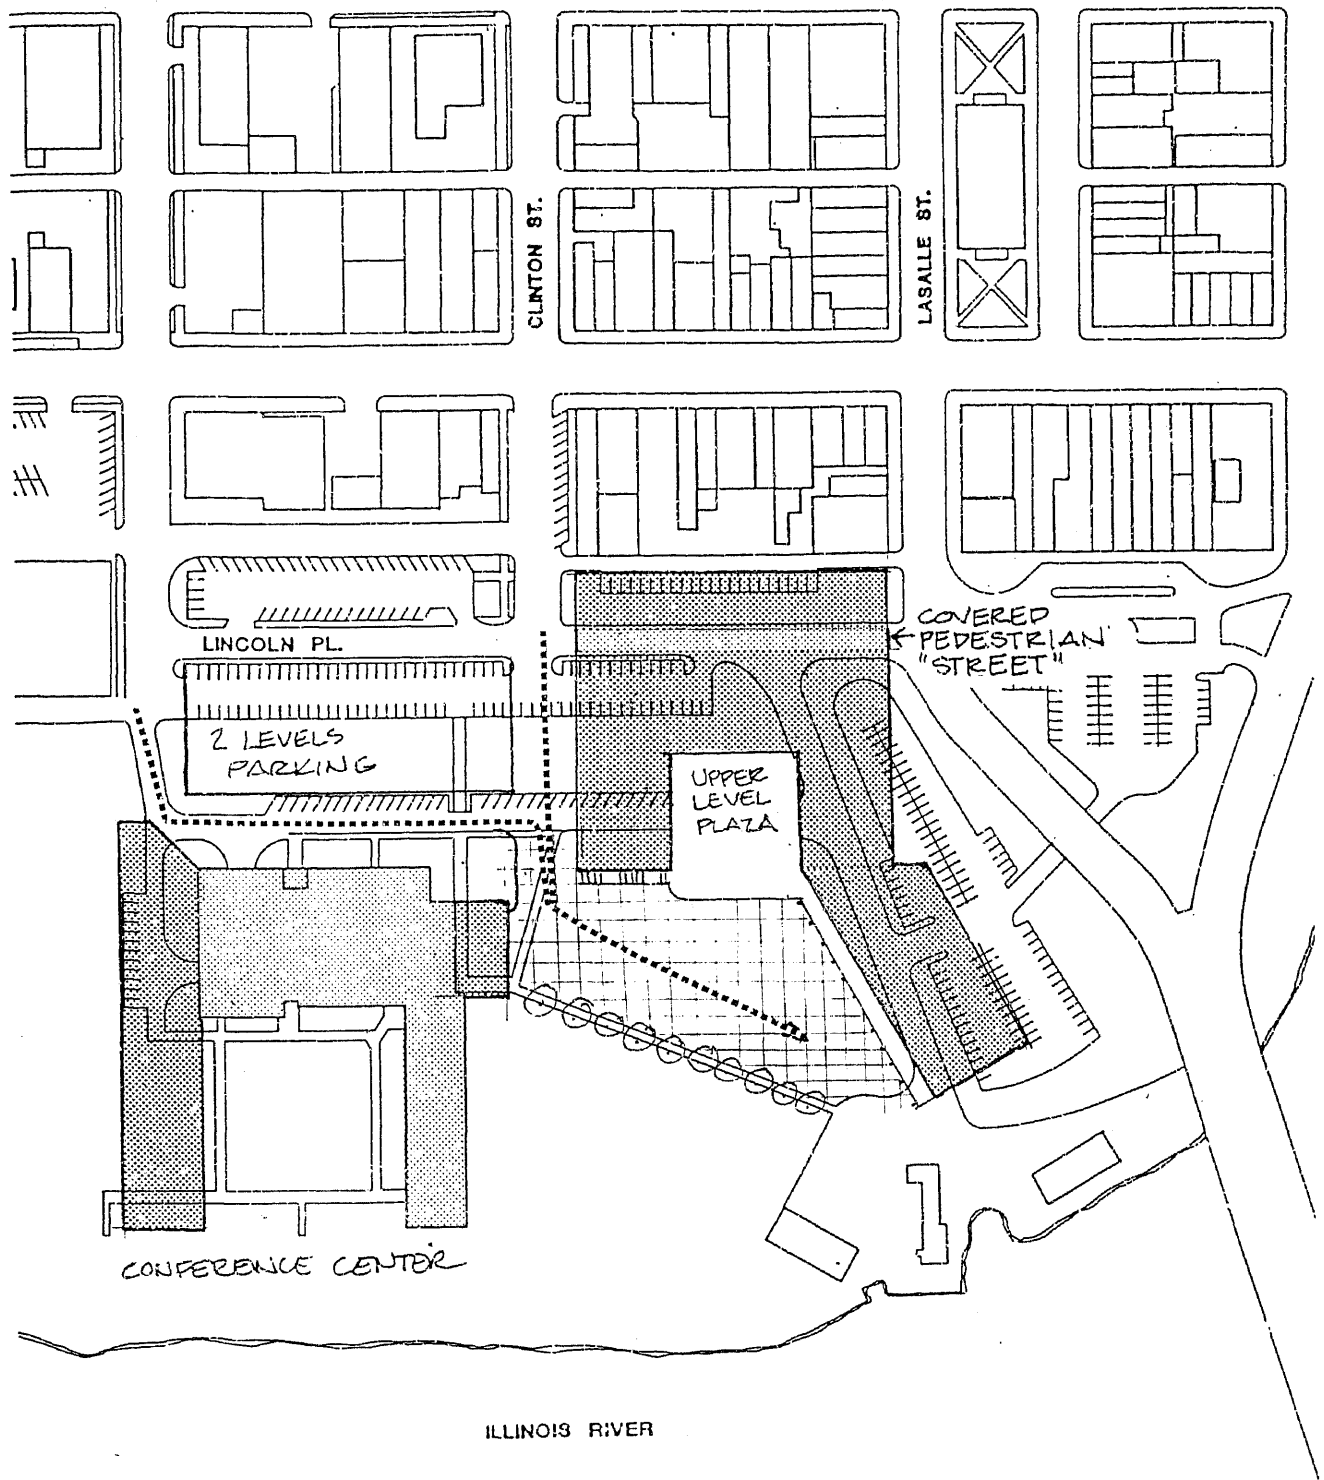 CLINTON ST.
LASALLE ST.
COVERED
PEDESTRIAN
"STREET"
LINCOLN PL.
2 LEVELS
PARKING
UPPER
LEVEL
PLAZA
CONFERENCE CENTER
ILLINOIS RIVER